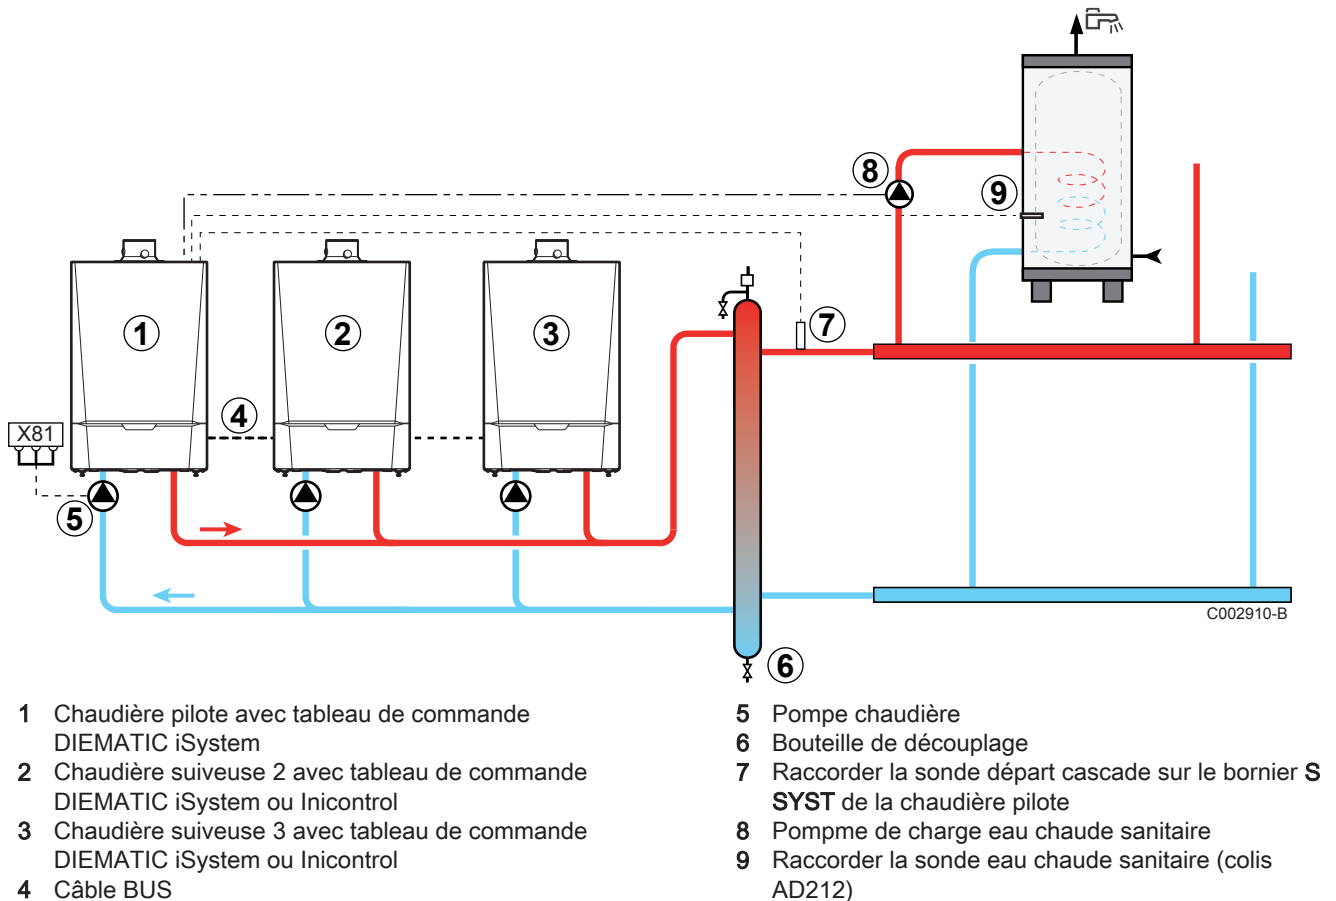 8
9
1
2
3
7
4
X81
5
C002910-B
6
1 Chaudière pilote avec tableau de commande
DIEMATIC iSystem
2 Chaudière suiveuse 2 avec tableau de commande
DIEMATIC iSystem ou Inicontrol
3 Chaudière suiveuse 3 avec tableau de commande
DIEMATIC iSystem ou Inicontrol
4 Câble BUS
5 Pompe chaudière
6 Bouteille de découplage
7 Raccorder la sonde départ cascade sur le bornier S
SYST de la chaudière pilote
8 Pompme de charge eau chaude sanitaire
9 Raccorder la sonde eau chaude sanitaire (colis
AD212)